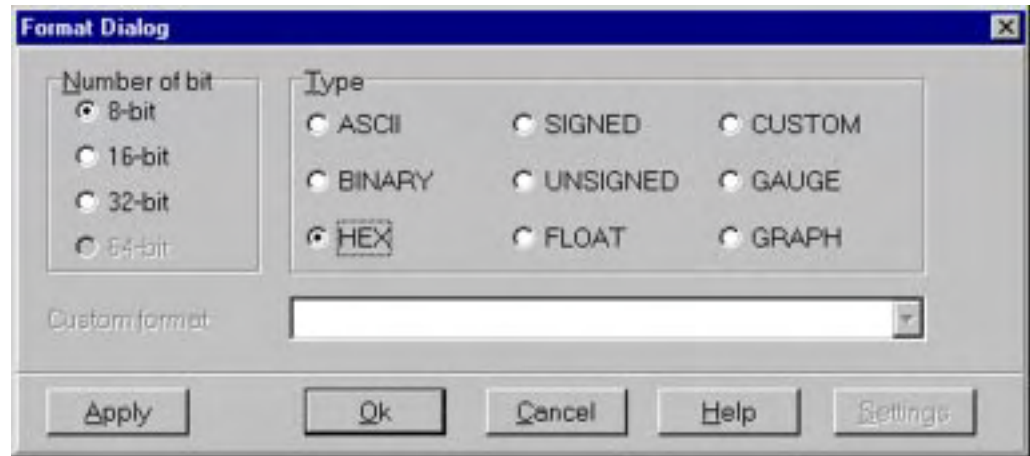 Format Dialog
Number of bit
8-bit
16-bit
32-bit
64-bit
Type
ASCII
SIGNED
CUSTOM
BINARY
UNSIGNED
GAUGE
HEX
FLOAT
GRAPH
Custom format
Apply
Ok
Cancel
Help
Settings